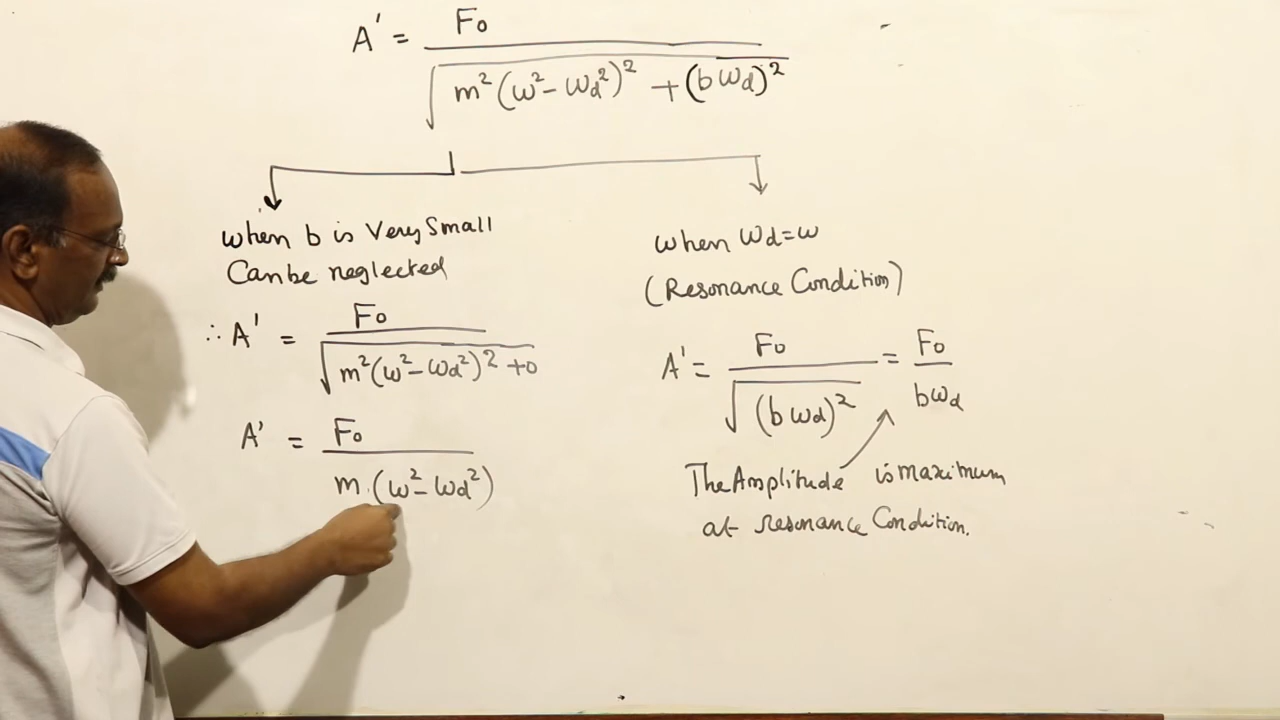 A' = F₀ / √(m²(ω²-ωd²)² + (bωd)²)
when b is Very Small
Can be neglected
∴ A' = F₀ / √(m²(ω²-ωd²)² + 0)
A' = F₀ / m.(ω²-ωd²)
when ωd=ω
(Resonance Condition)
A' = F₀ / √((bωd)²) = F₀ / bωd
The Amplitude is maximum
at resonance Condition.